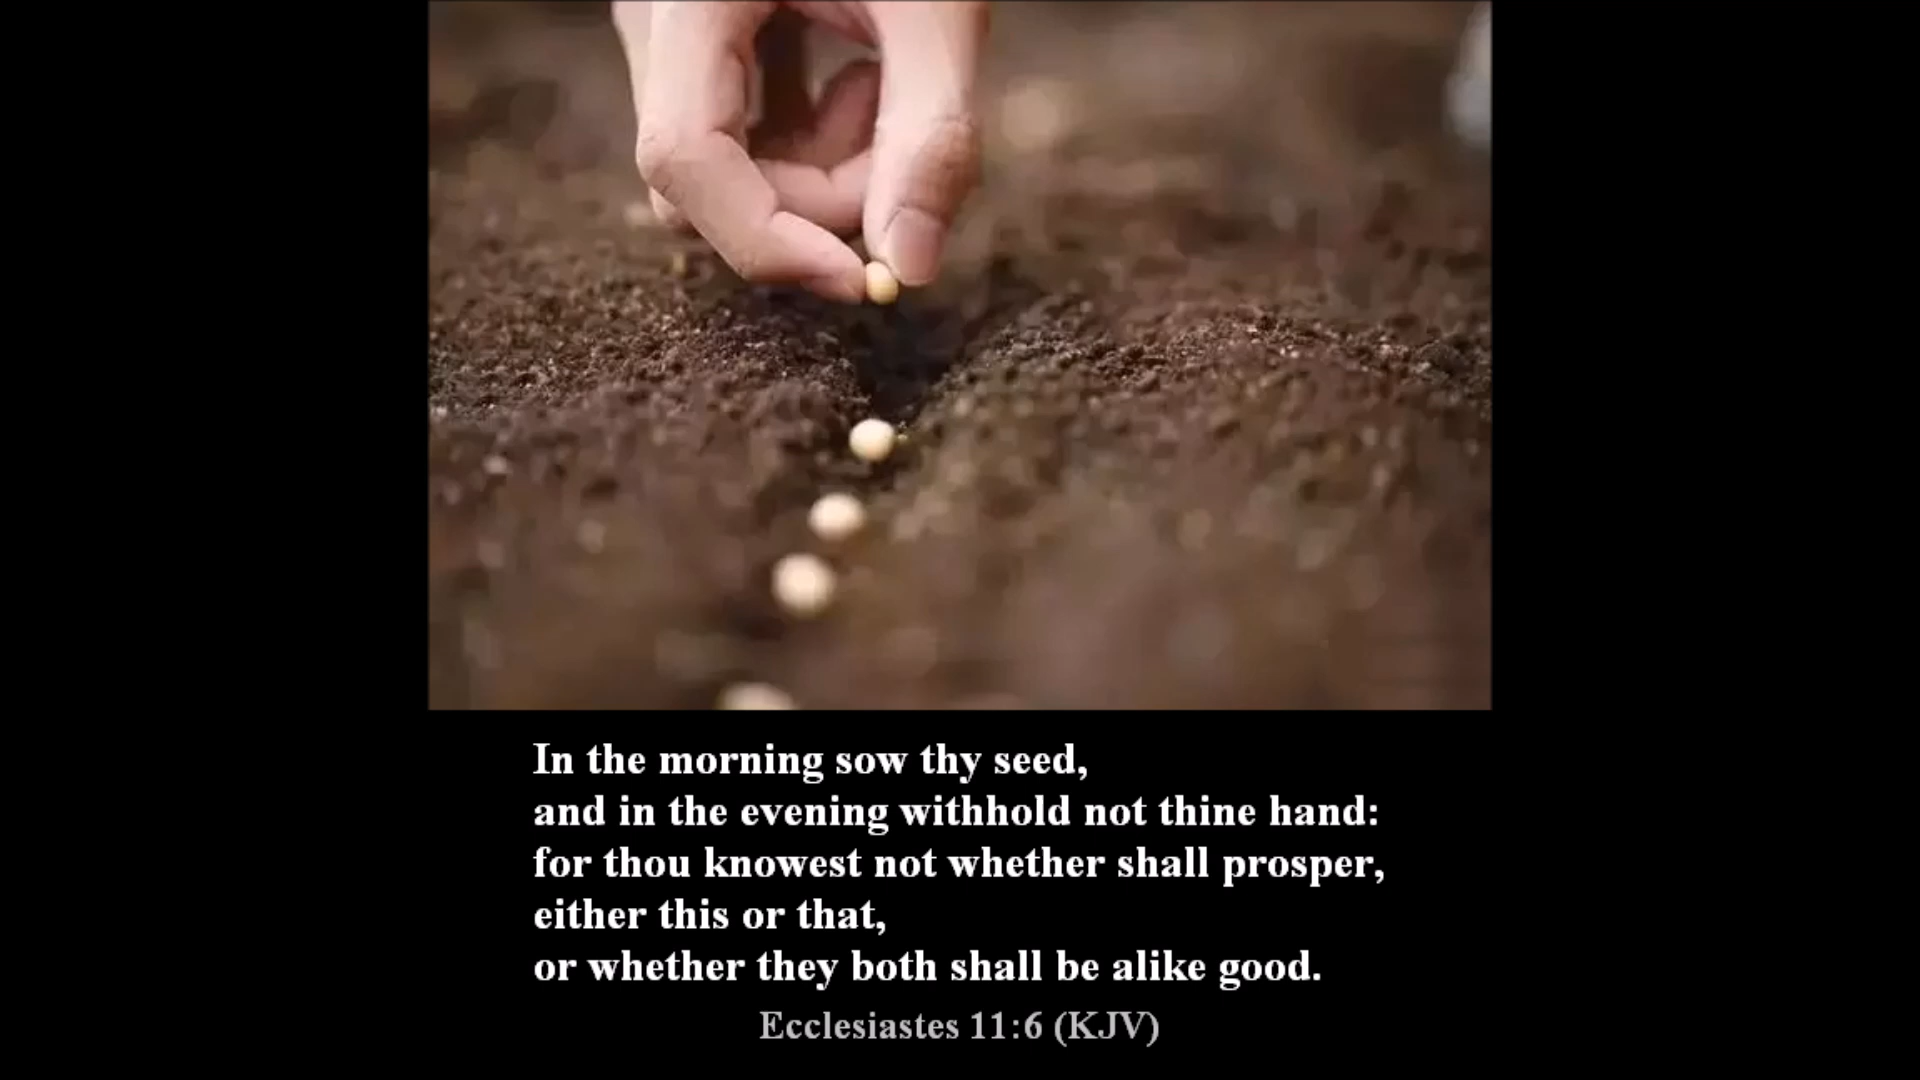 In the morning sow thy seed,
and in the evening withhold not thine hand:
for thou knowest not whether shall prosper,
either this or that,
or whether they both shall be alike good.
Ecclesiastes 11:6 (KJV)